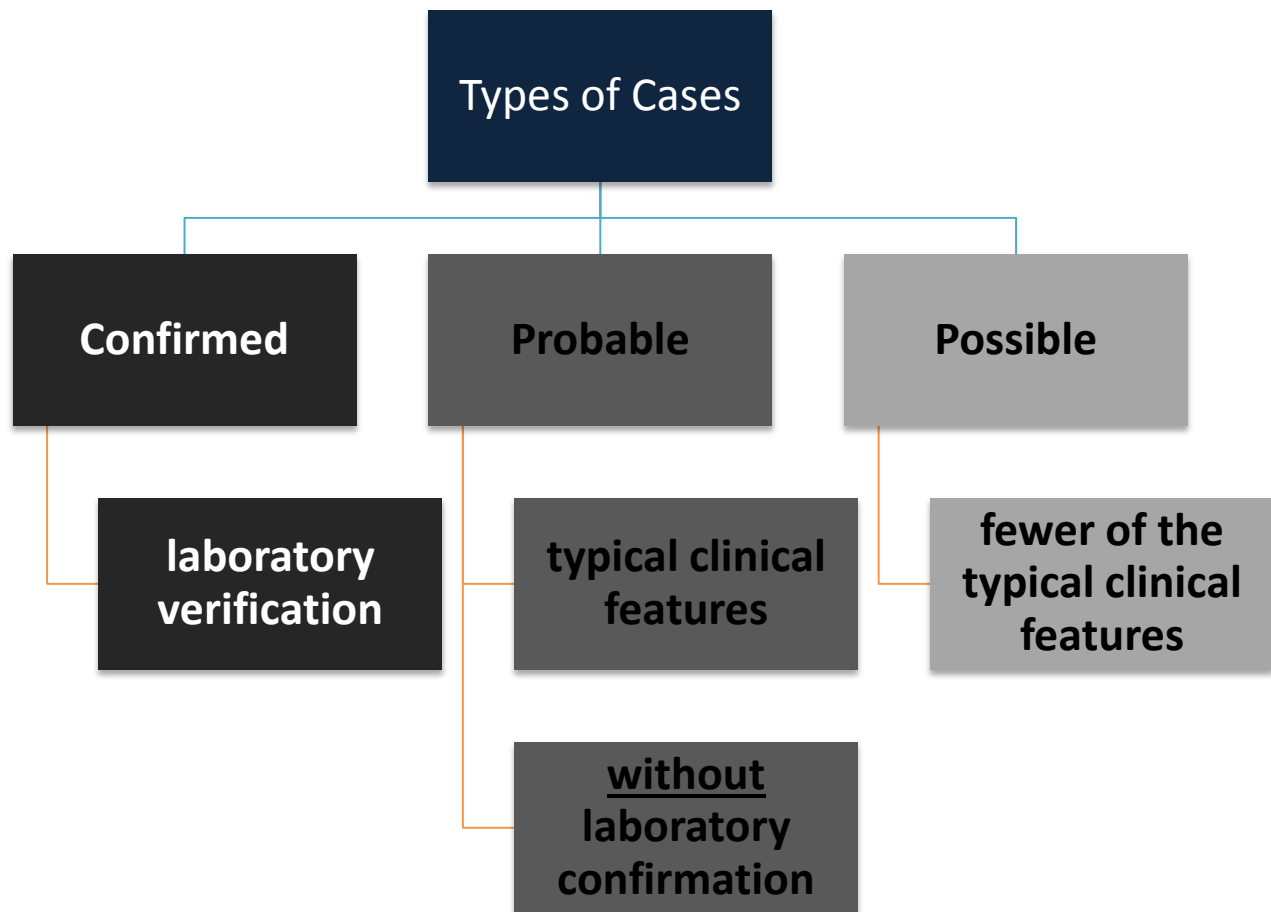 Types of Cases
Confirmed
Probable
Possible
laboratory
verification
typical clinical
features
fewer of the
typical clinical
features
without
laboratory
confirmation